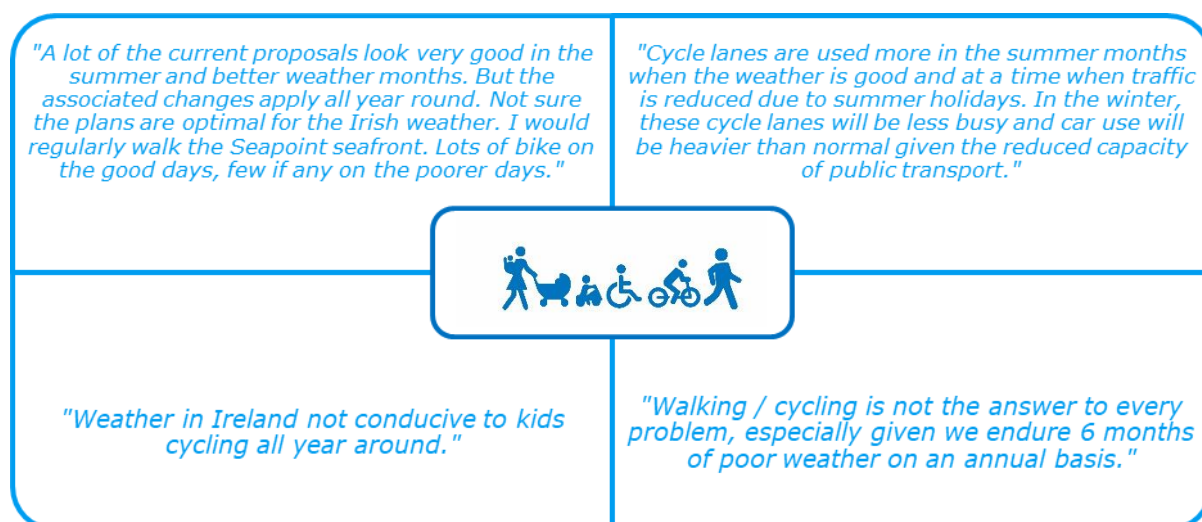 "A lot of the current proposals look very good in the
summer and better weather months. But the
associated changes apply all year round. Not sure
the plans are optimal for the Irish weather. I would
regularly walk the Seapoint seafront. Lots of bike on
the good days, few if any on the poorer days."
"Cycle lanes are used more in the summer months
when the weather is good and at a time when traffic
is reduced due to summer holidays. In the winter,
these cycle lanes will be less busy and car use will
be heavier than normal given the reduced capacity
of public transport."
"Weather in Ireland not conducive to kids
cycling all year around."
"Walking / cycling is not the answer to every
problem, especially given we endure 6 months
of poor weather on an annual basis."